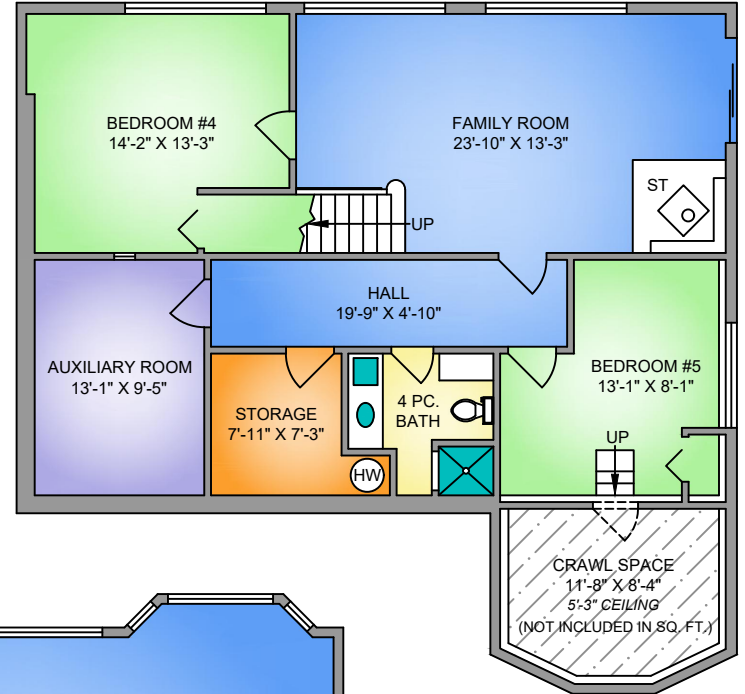 BEDROOM #4
14'-2" X 13'-3"
FAMILY ROOM
23'-10" X 13'-3"
ST
UP
HALL
19'-9" X 4'-10"
AUXILIARY ROOM
13'-1" X 9'-5"
STORAGE
7'-11" X 7'-3"
HW
4 PC.
BATH
BEDROOM #5
13'-1" X 8'-1"
UP
CRAWL SPACE
11'-8" X 8'-4"
5'-3" CEILING
(NOT INCLUDED IN SQ. FT.)